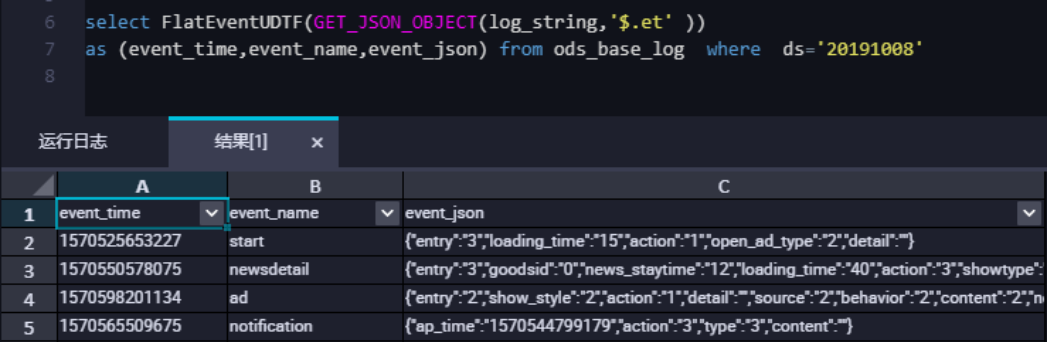 6 select FlatEventUDTF(GET_JSON_OBJECT(log_string,'$.et' ))
7 as (event_time,event_name,event_json) from ods_base_log where ds='20191008'
8
运行日志 结果[1] ×
A B C
1 event_time event_name event_json
2 1570525653227 start {"entry":"3","loading_time":"15","action":"1","open_ad_type":"2","detail":""}
3 1570550578075 newsdetail {"entry":"3","goodsid":"0","news_staytime":"12","loading_time":"40","action":"3","showtype":
4 1570598201134 ad {"entry":"2","show_style":"2","action":"1","detail":"","source":"2","behavior":"2","content":"2","
5 1570565509675 notification {"ap_time":"1570544799179","action":"3","type":"3","content":""}